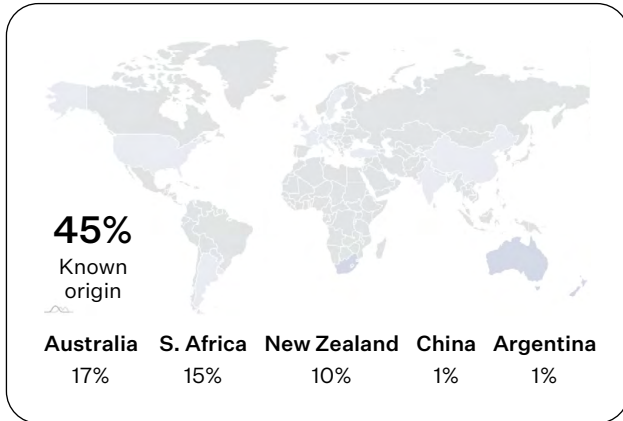 45%
Known
origin
Australia S. Africa New Zealand China Argentina
17% 15% 10% 1% 1%